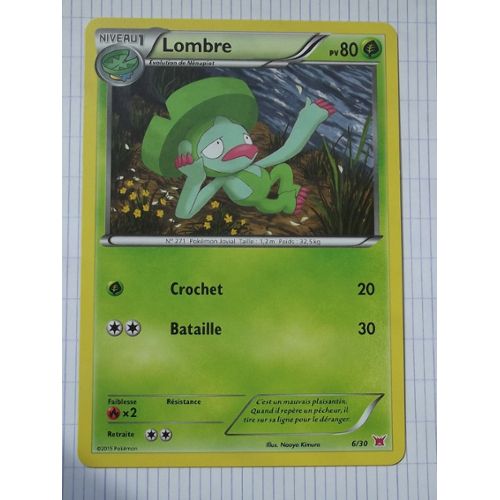 NIVEAU 1
Lombre
PV 80
Évolution de Nénupiot
N° 271 Pokémon Jovial Taille : 1,2 m Poids : 32,5 kg
Crochet 20
Bataille 30
Faiblesse Résistance
×2
Retraite
C'est un mauvais plaisantin.
Quand il repère un pêcheur, il
tire sur sa ligne pour le déranger.
©2015 Pokémon
Illus. Naoyo Kimura
6/30